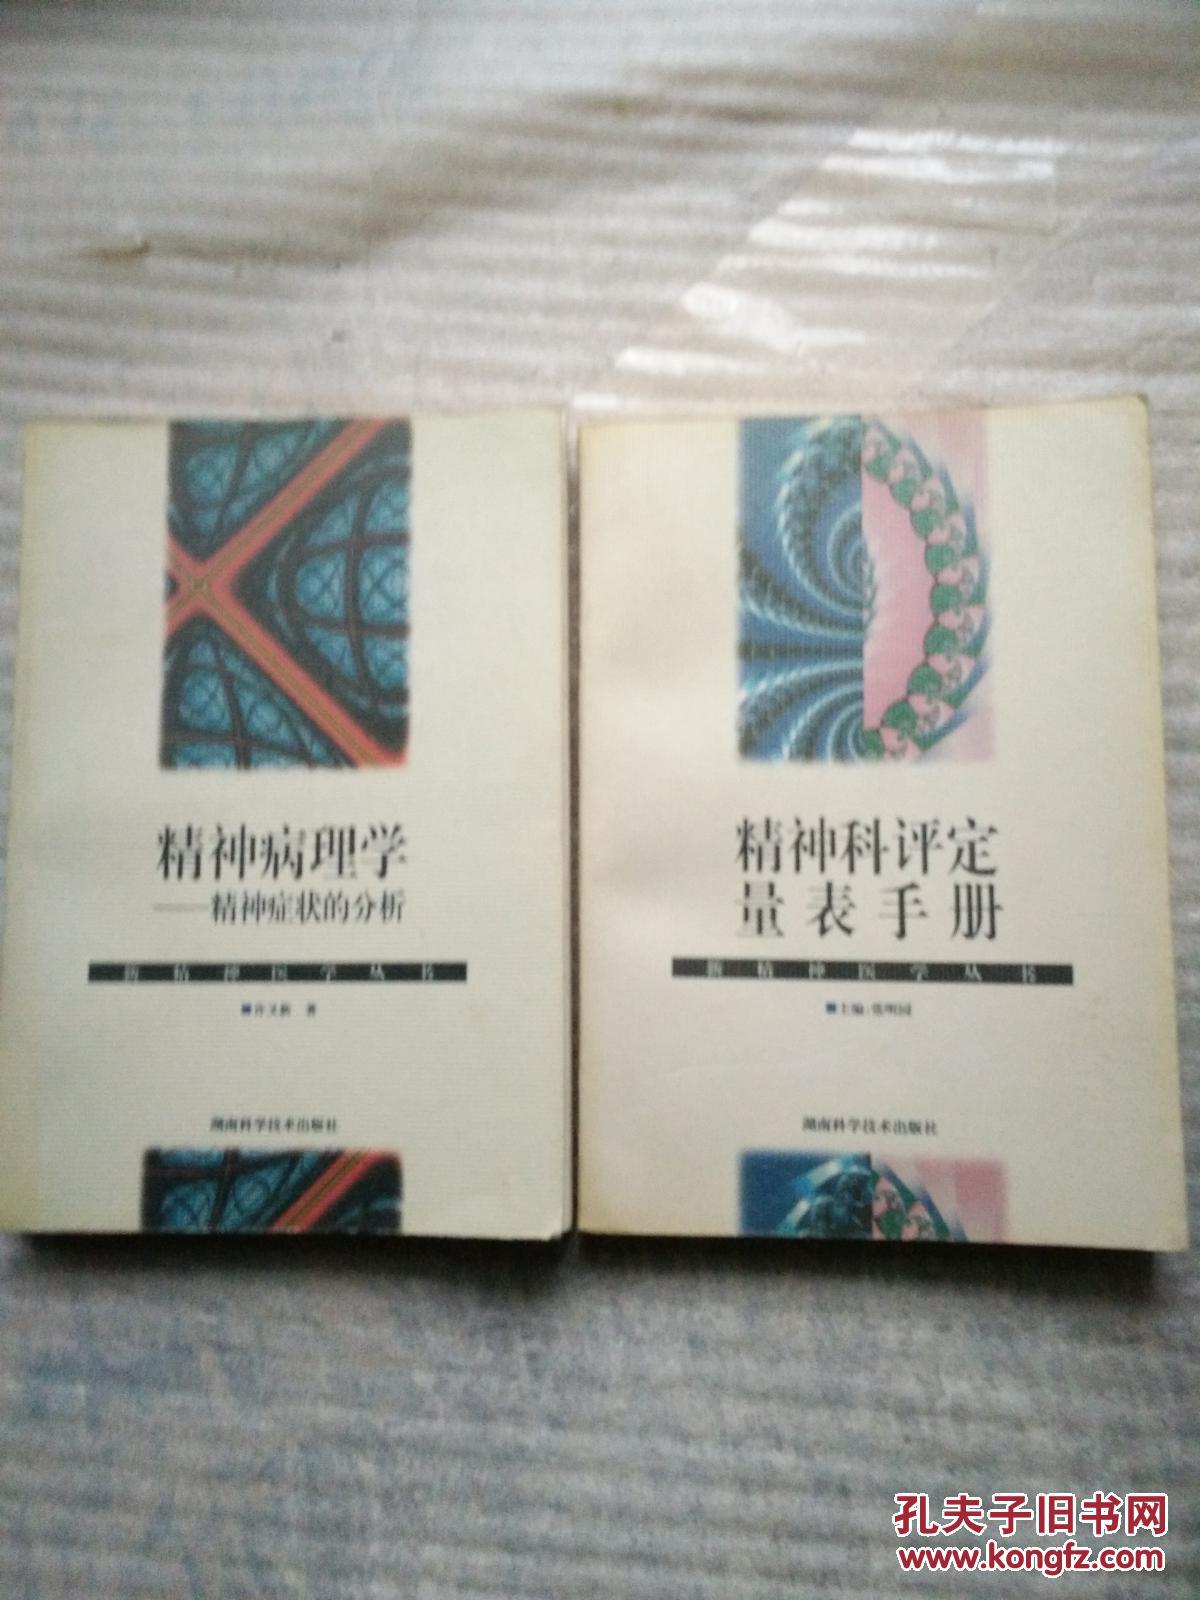 精神病理学
——精神症状的分析
新精神医学丛书
■许又新 著
湖南科学技术出版社
精神科评定
量表手册
新精神医学丛书
■主编:张明园
湖南科学技术出版社
孔夫子旧书网
www.kongfz.com